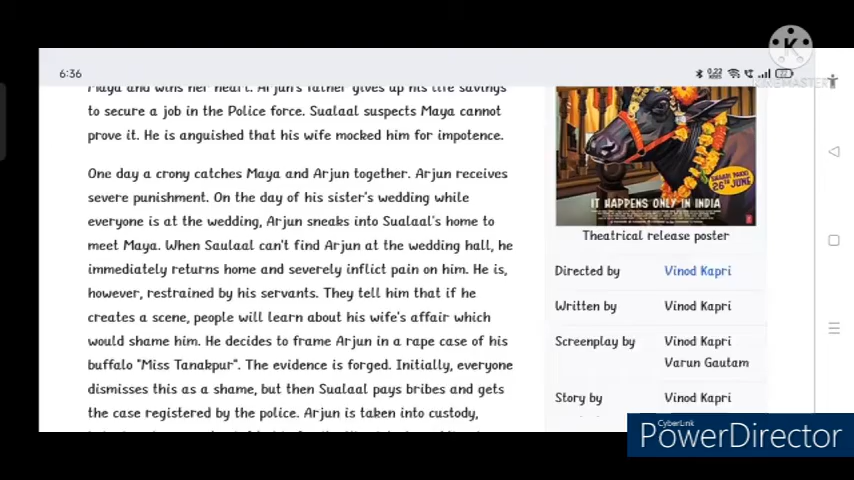 6:36
Maya and wins her heart. Arjun's father gives up his life savings
to secure a job in the Police force. Sualaal suspects Maya cannot
prove it. He is anguished that his wife mocked him for impotence.
One day a crony catches Maya and Arjun together. Arjun receives
severe punishment. On the day of his sister's wedding while
everyone is at the wedding, Arjun sneaks into Sualaal's home to
meet Maya. When Saulaal can't find Arjun at the wedding hall, he
immediately returns home and severely inflict pain on him. He is,
however, restrained by his servants. They tell him that if he
creates a scene, people will learn about his wife's affair which
would shame him. He decides to frame Arjun in a rape case of his
buffalo "Miss Tanakpur". The evidence is forged. Initially, everyone
dismisses this as a shame, but then Sualaal pays bribes and gets
the case registered by the police. Arjun is taken into custody,
26TH JUNE
IT HAPPENS ONLY IN INDIA
Theatrical release poster
Directed by Vinod Kapri
Written by Vinod Kapri
Screenplay by Vinod Kapri
Varun Gautam
Story by Vinod Kapri
K
KINEMASTER
CyberLink
PowerDirector